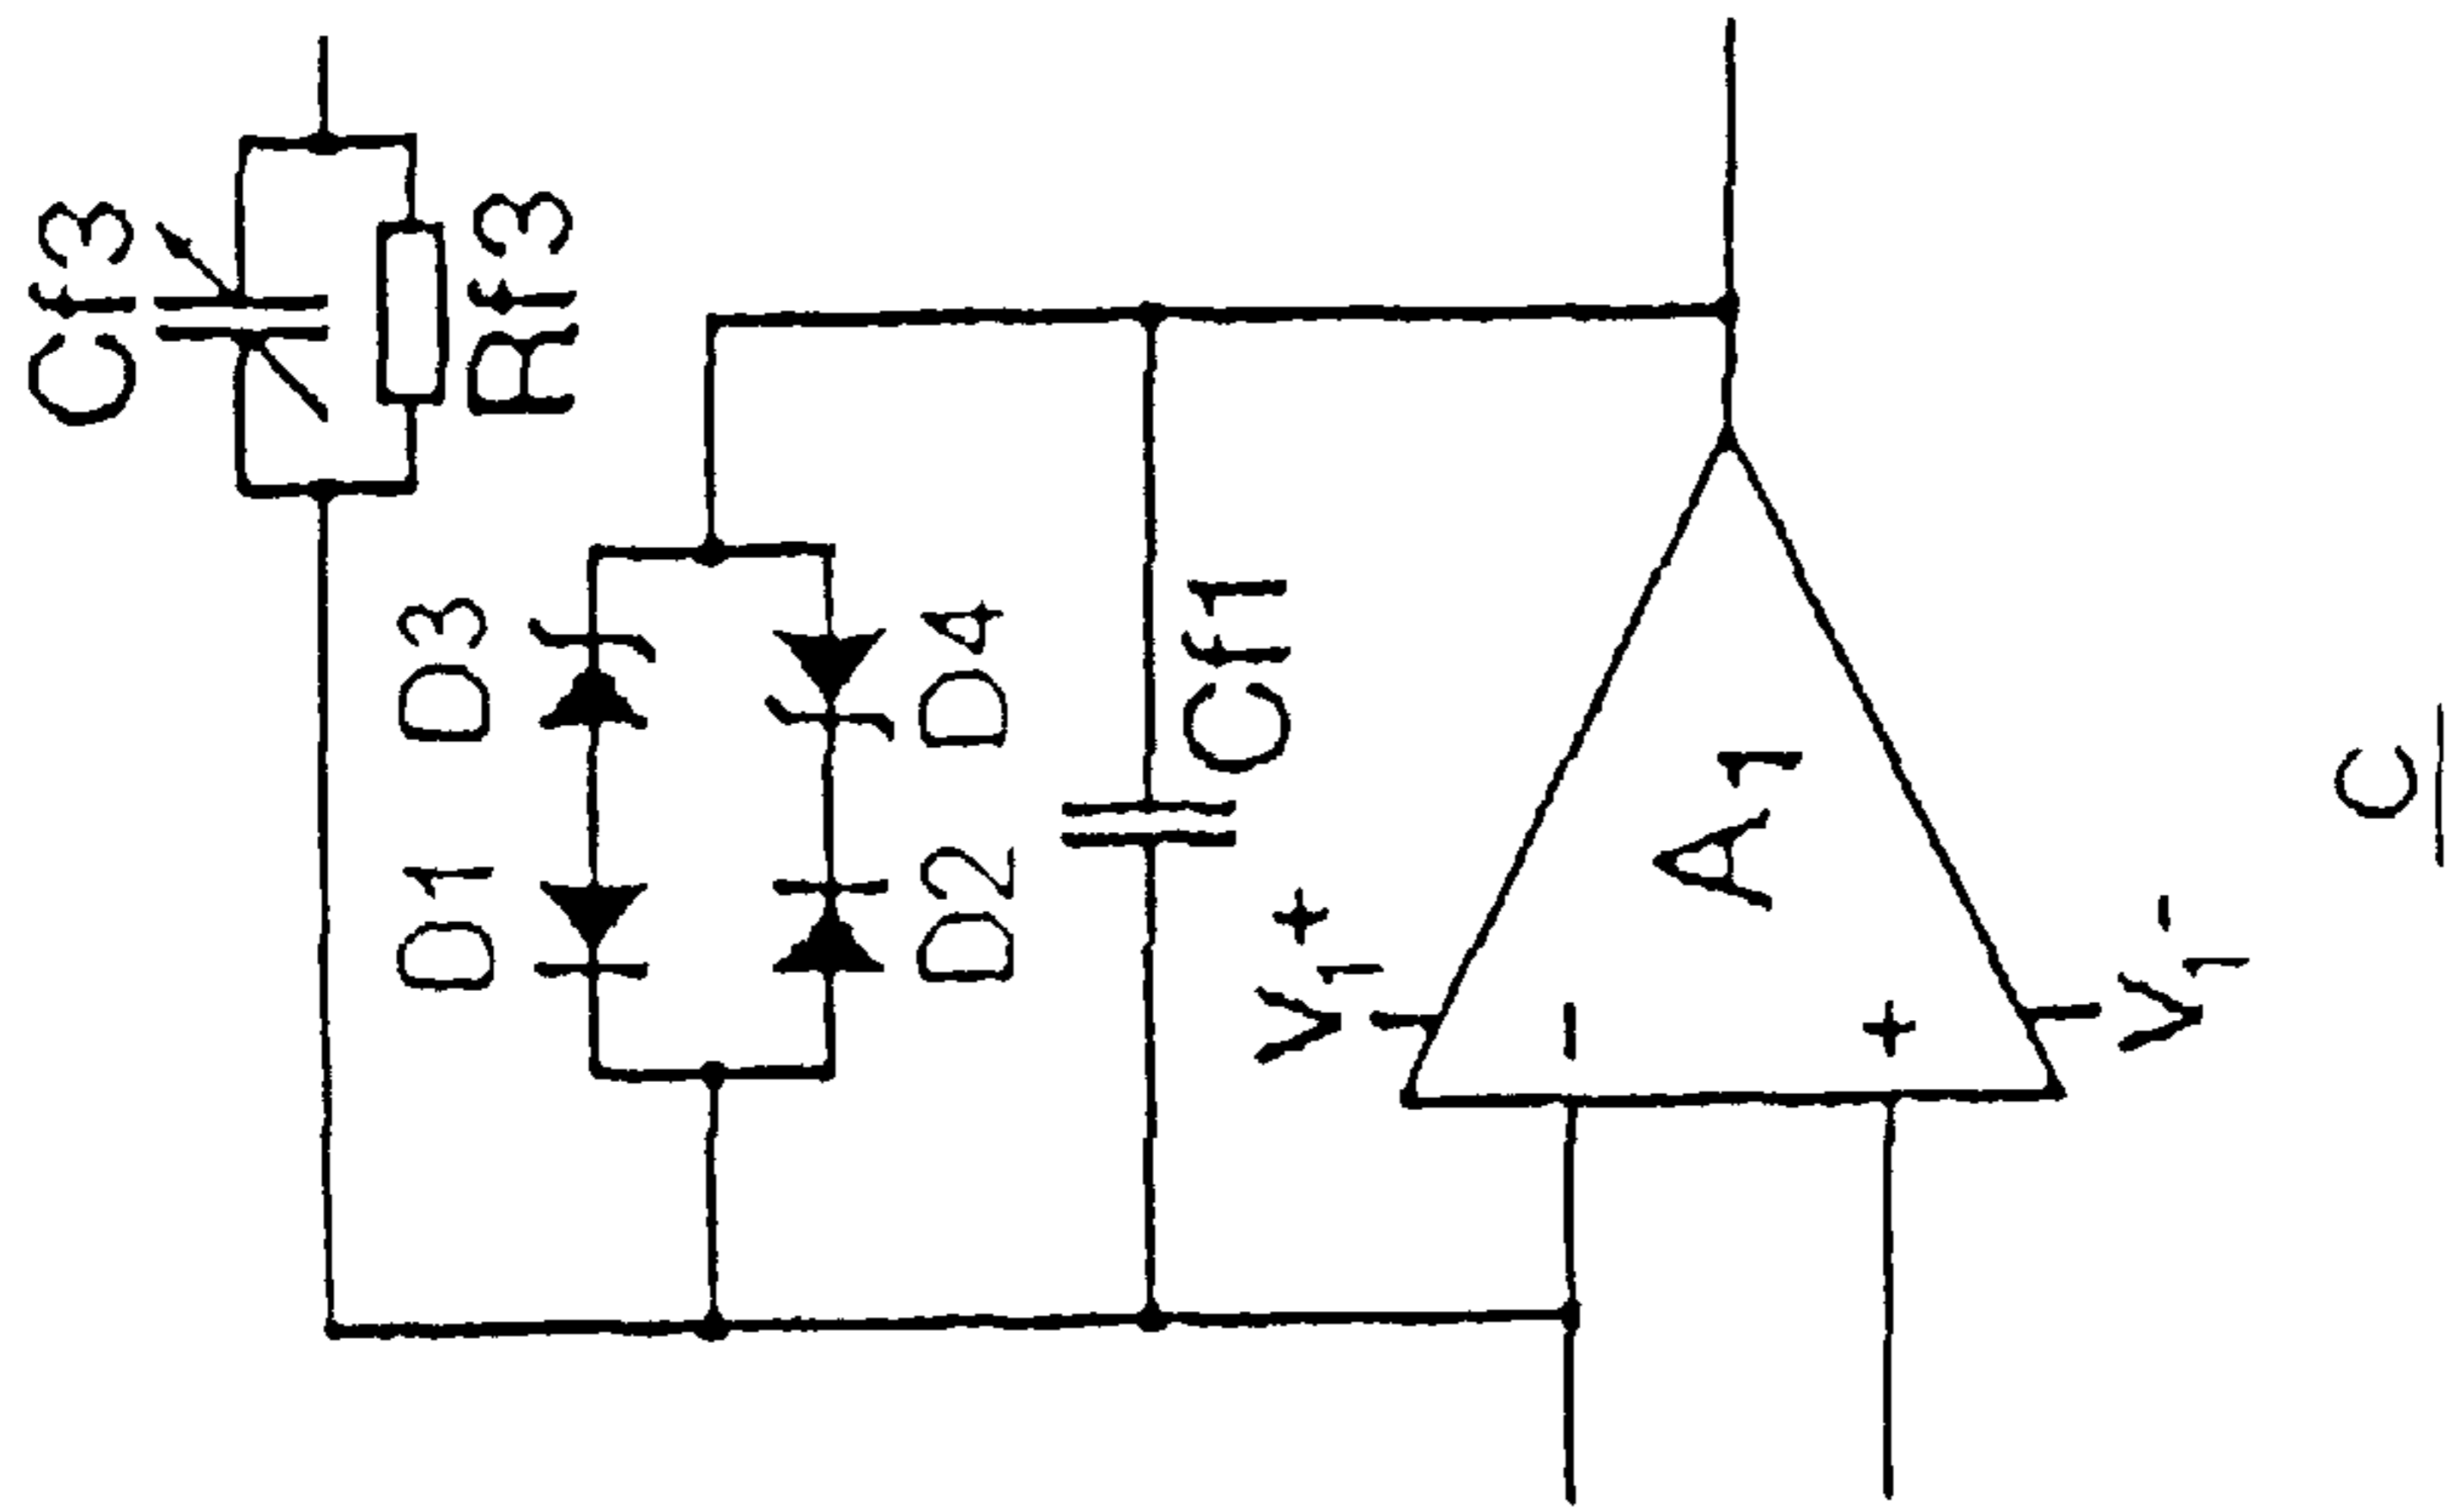 Cf3
Rf3
D1 D3
D2 D4
Cf1
V1+
−
A1
+
V1-
C